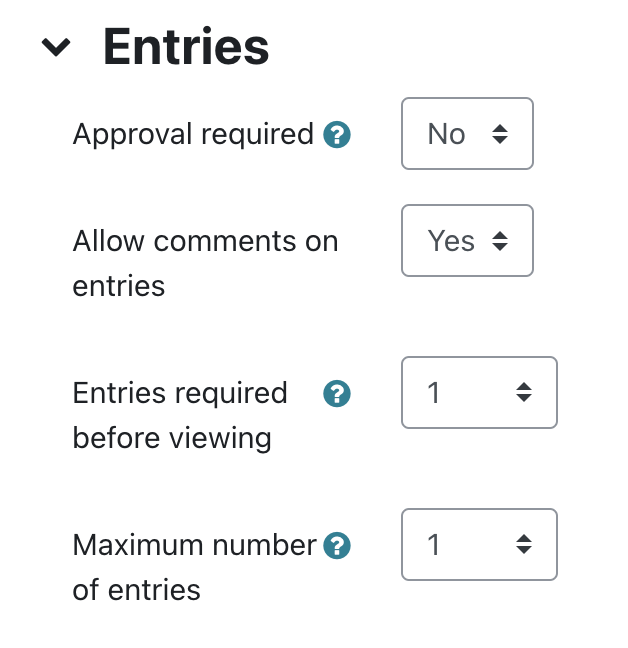 Entries
Approval required ?
No
Allow comments on
entries
Yes
Entries required ?
before viewing
1
Maximum number ?
of entries
1